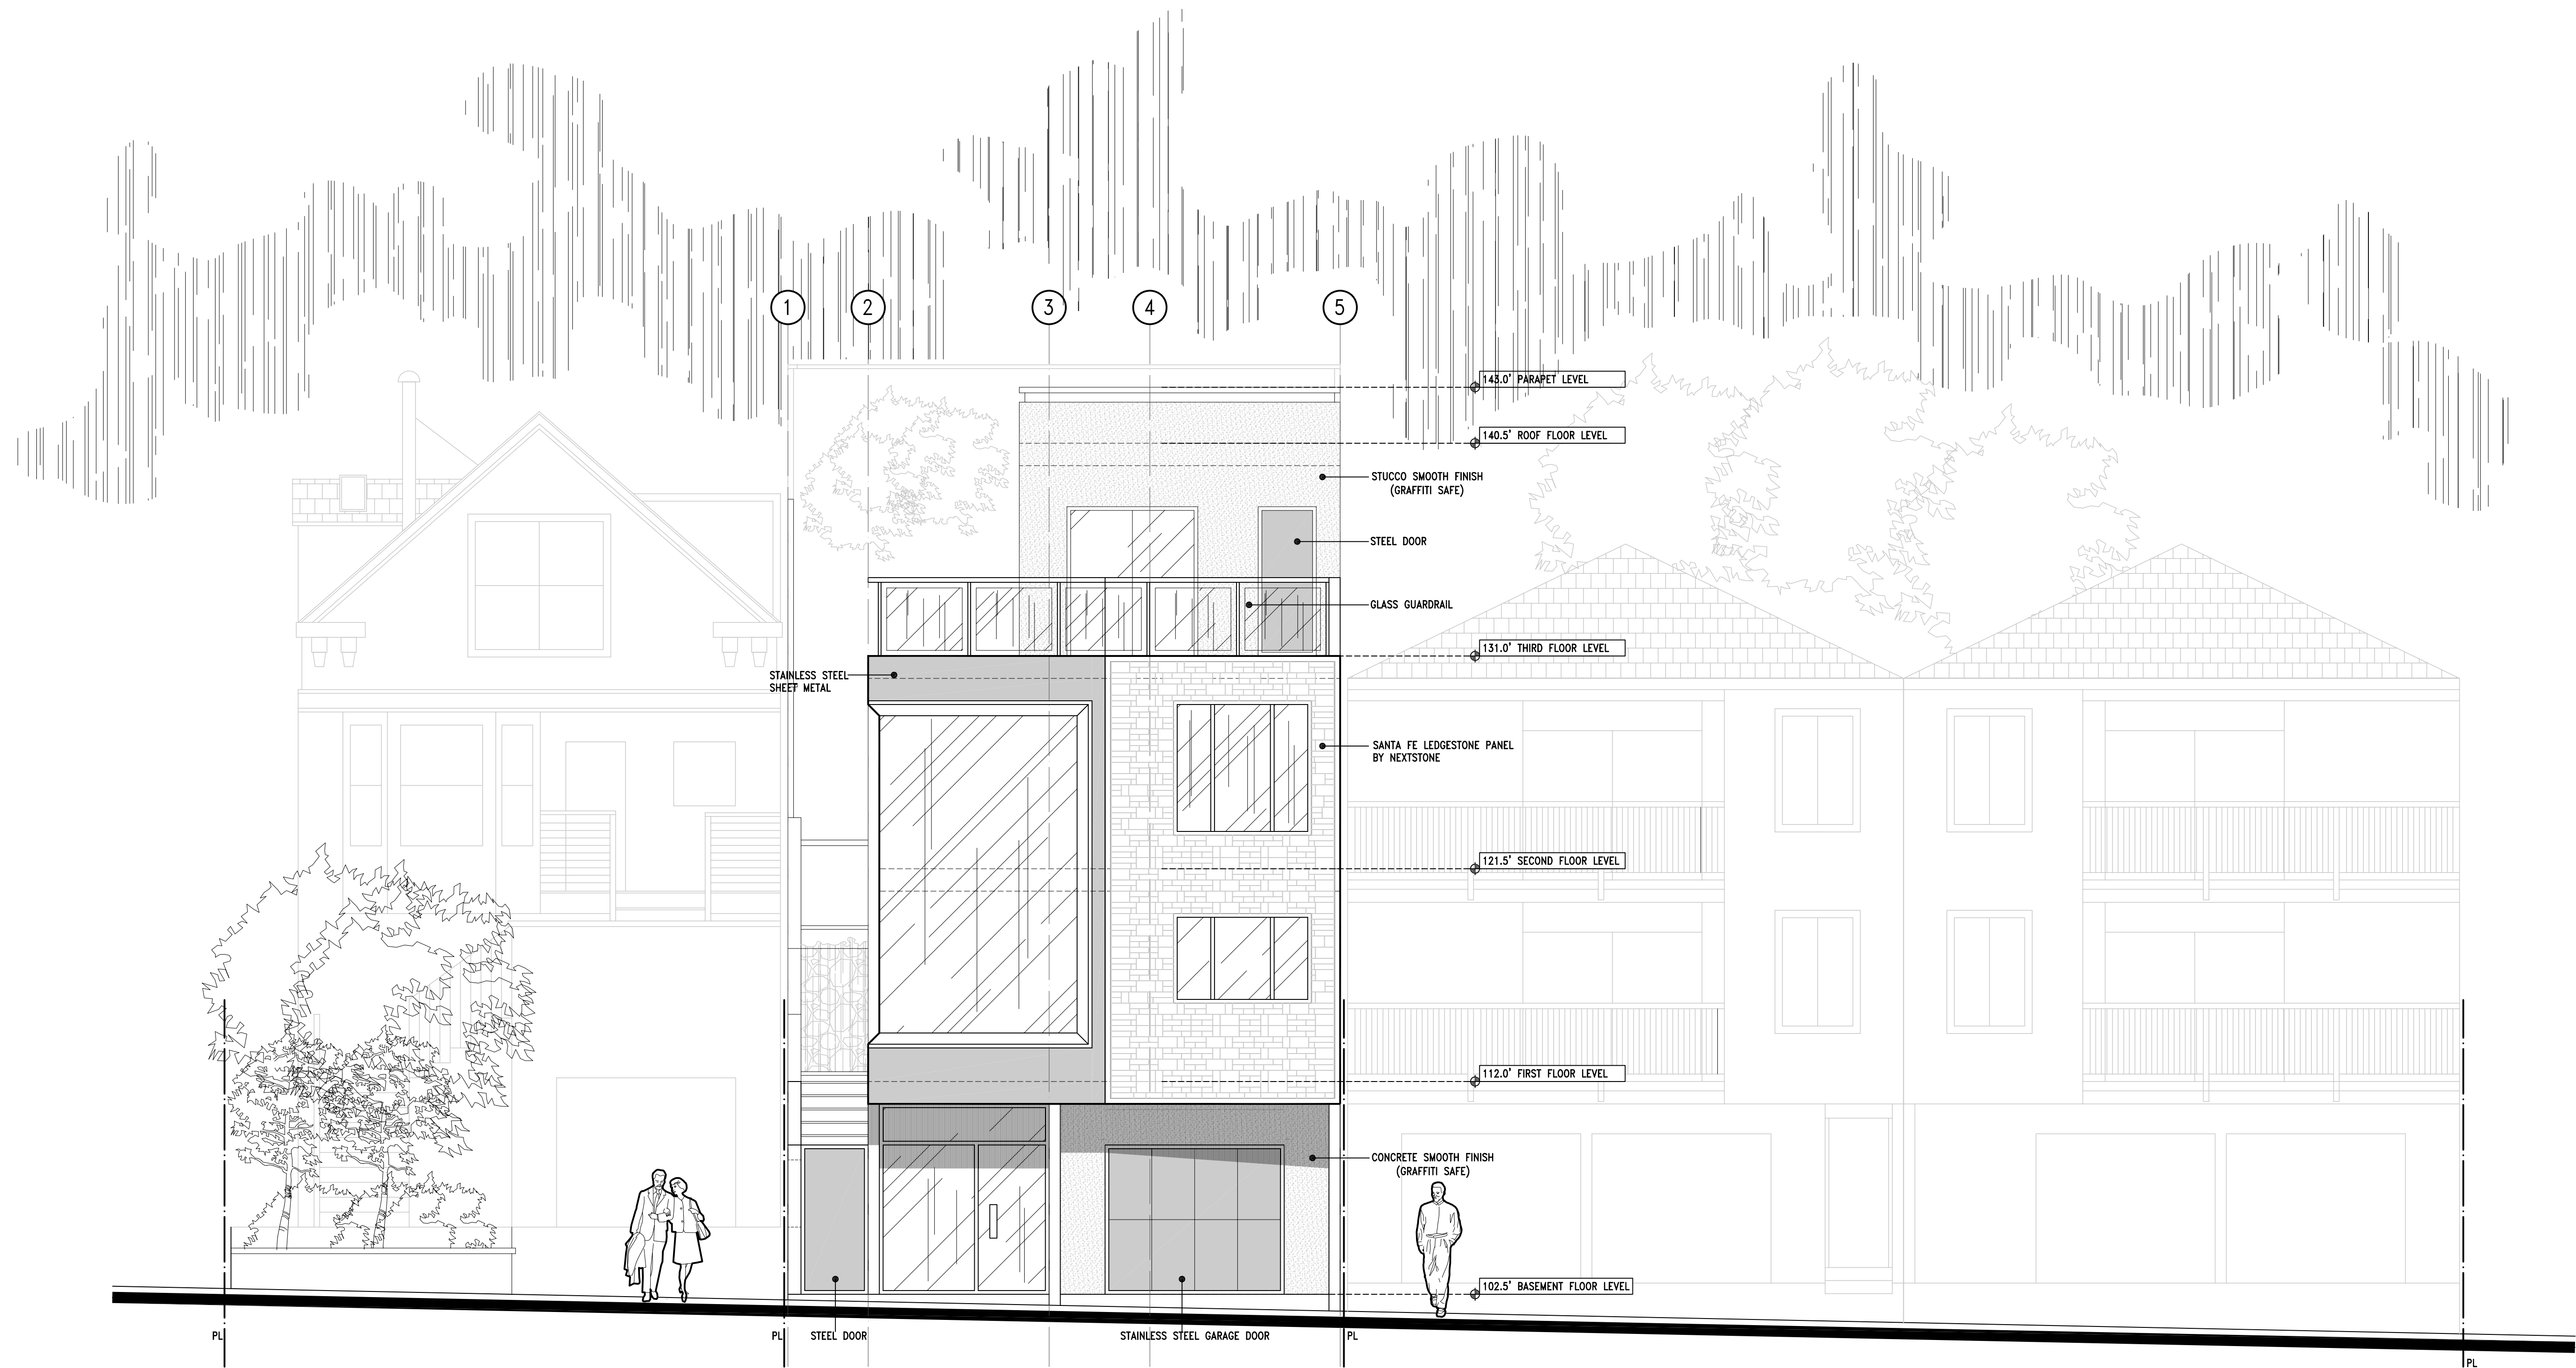 1 2 3 4 5
143.0' PARAPET LEVEL
140.5' ROOF FLOOR LEVEL
STUCCO SMOOTH FINISH
(GRAFFITI SAFE)
STEEL DOOR
GLASS GUARDRAIL
131.0' THIRD FLOOR LEVEL
STAINLESS STEEL
SHEET METAL
SANTA FE LEDGESTONE PANEL
BY NEXTSTONE
121.5' SECOND FLOOR LEVEL
112.0' FIRST FLOOR LEVEL
CONCRETE SMOOTH FINISH
(GRAFFITI SAFE)
102.5' BASEMENT FLOOR LEVEL
PL PL STEEL DOOR STAINLESS STEEL GARAGE DOOR PL
PL